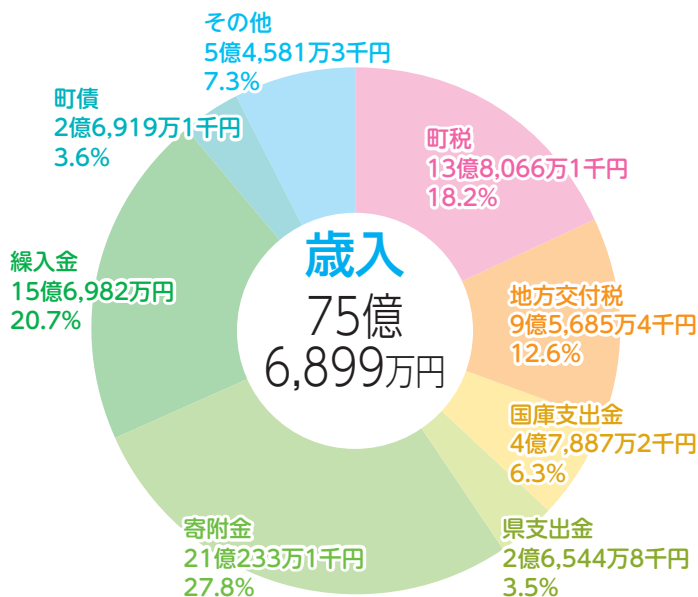 その他
5億4,581万3千円
7.3%
町債
2億6,919万1千円
3.6%
繰入金
15億6,982万円
20.7%
寄附金
21億233万1千円
27.8%
県支出金
2億6,544万8千円
3.5%
国庫支出金
4億7,887万2千円
6.3%
地方交付税
9億5,685万4千円
12.6%
町税
13億8,066万1千円
18.2%
歳入
75億
6,899万円